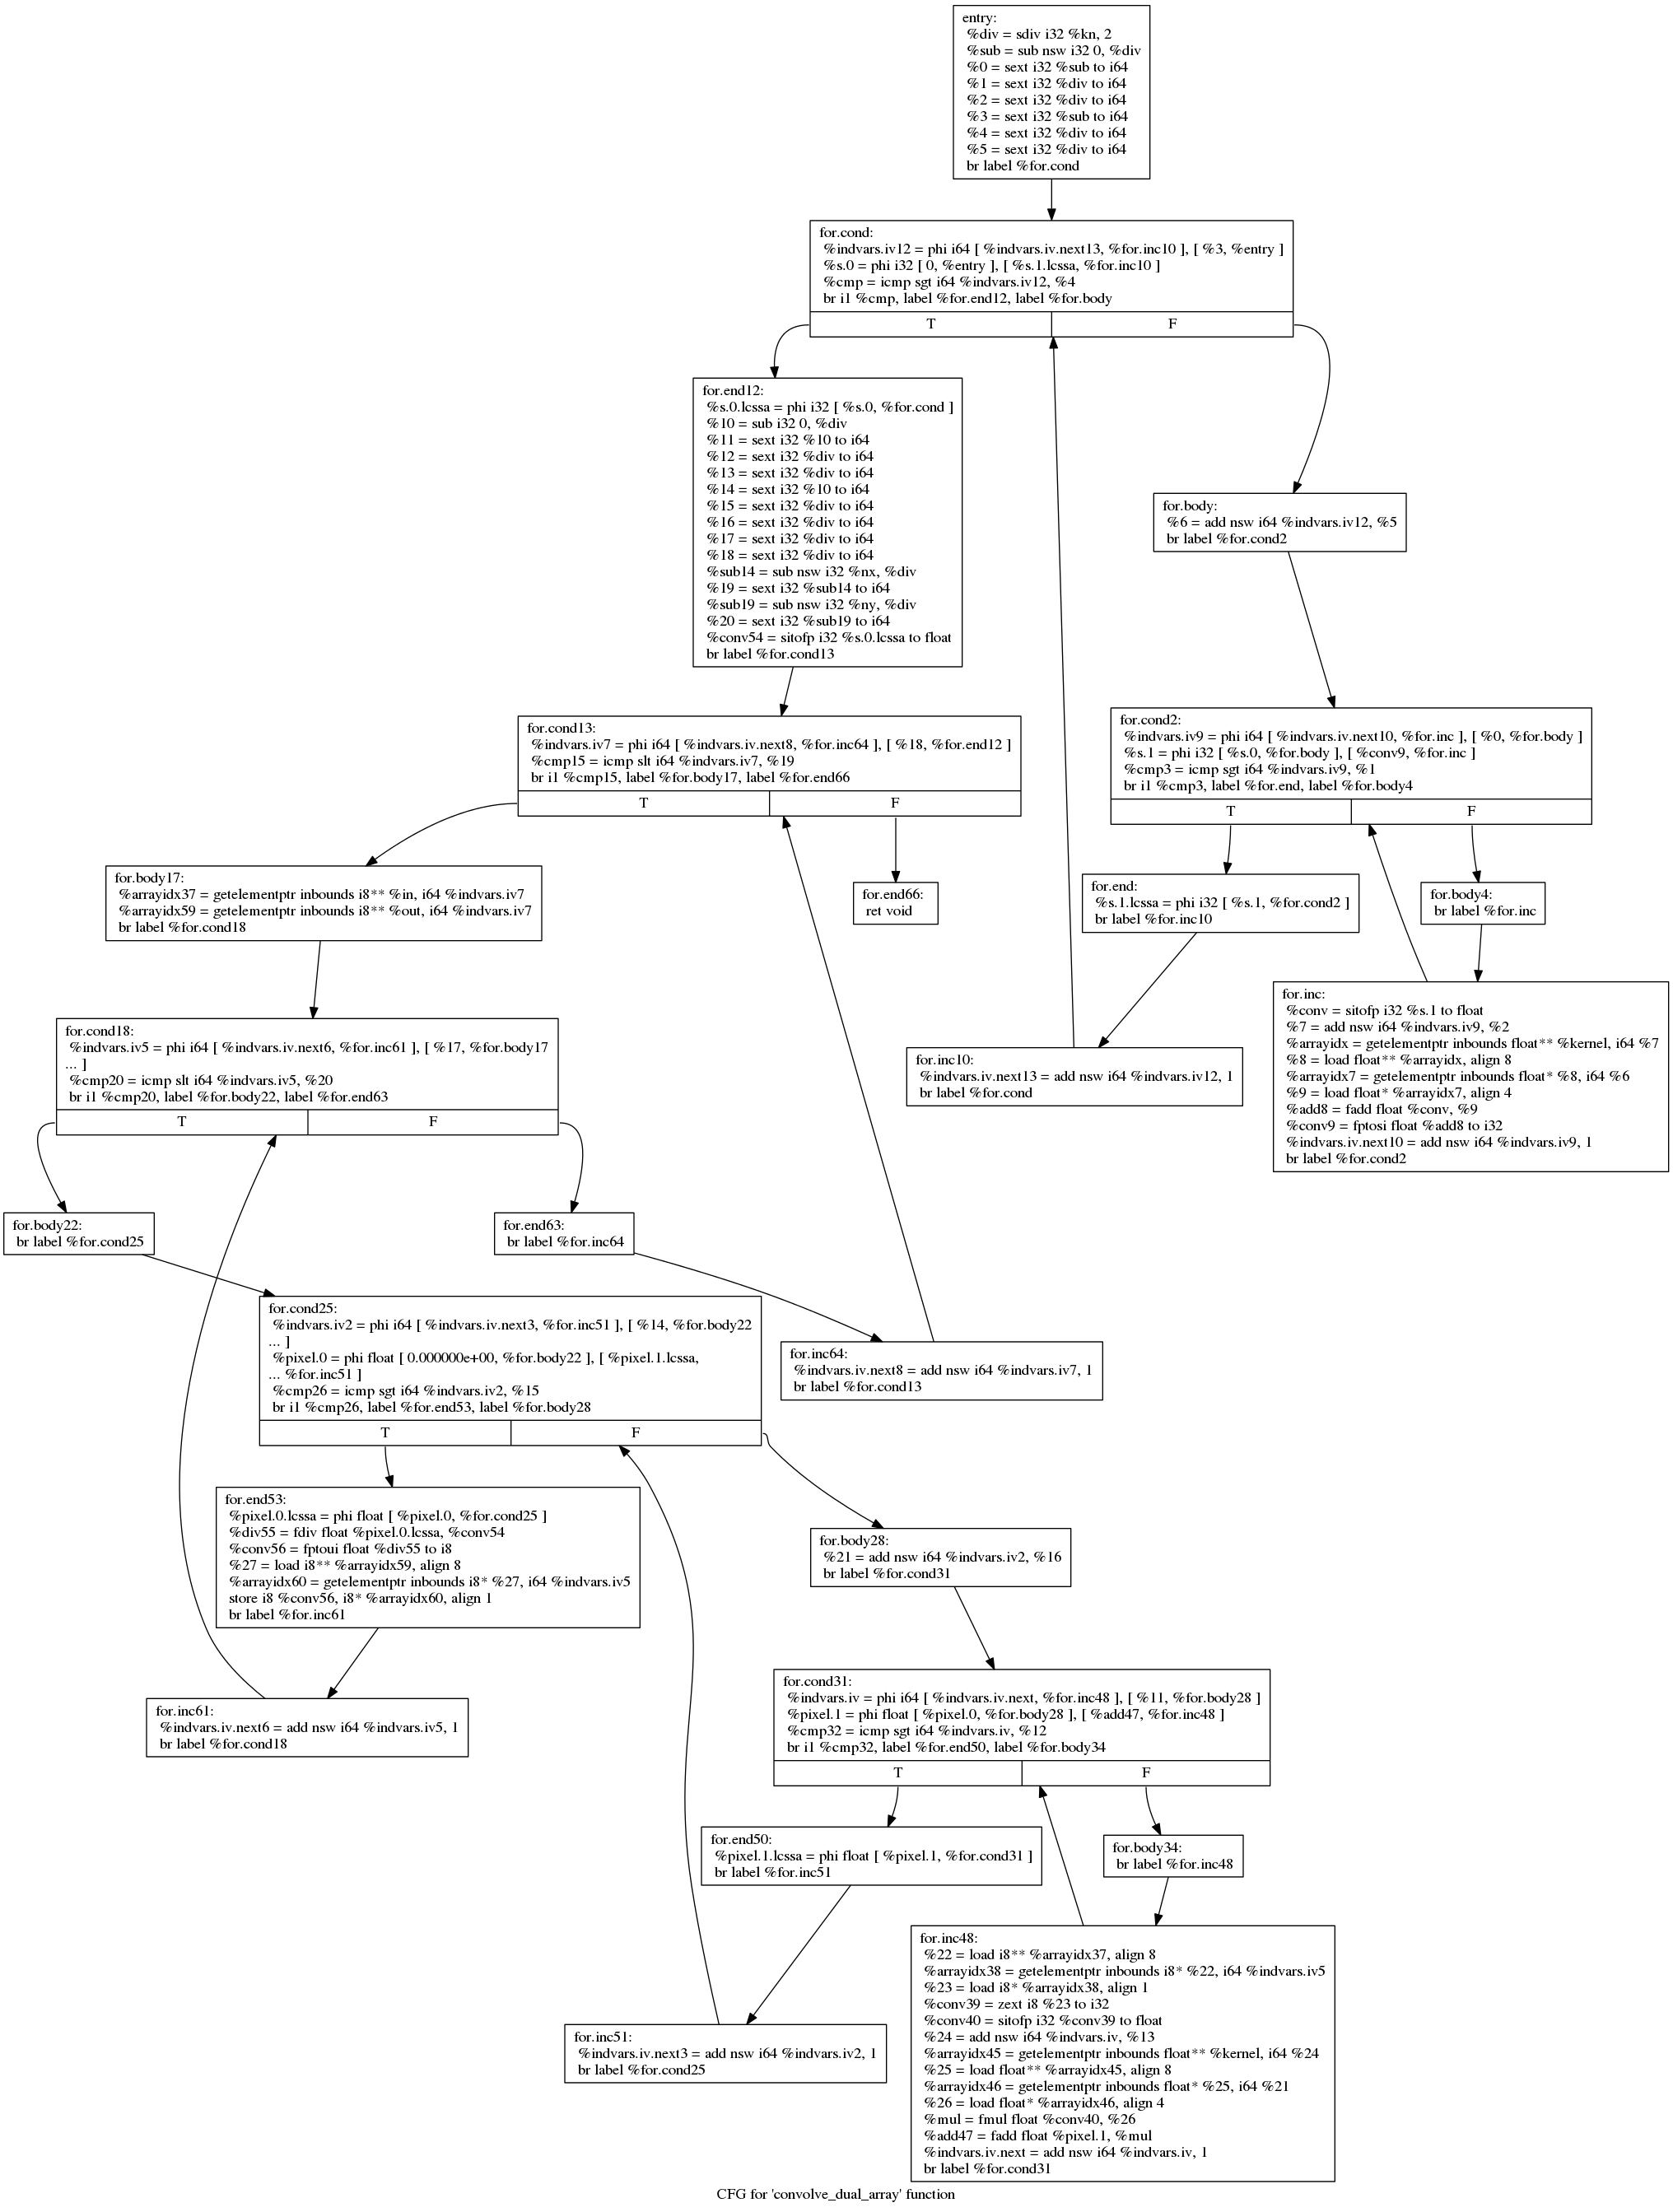 entry:
%div = sdiv i32 %kn, 2
%sub = sub nsw i32 0, %div
%0 = sext i32 %sub to i64
%1 = sext i32 %div to i64
%2 = sext i32 %div to i64
%3 = sext i32 %sub to i64
%4 = sext i32 %div to i64
%5 = sext i32 %div to i64
br label %for.cond
for.cond:
%indvars.iv12 = phi i64 [ %indvars.iv.next13, %for.inc10 ], [ %3, %entry ]
%s.0 = phi i32 [ 0, %entry ], [ %s.1.lcssa, %for.inc10 ]
%cmp = icmp sgt i64 %indvars.iv12, %4
br i1 %cmp, label %for.end12, label %for.body
T
F
for.end12:
%s.0.lcssa = phi i32 [ %s.0, %for.cond ]
%10 = sub i32 0, %div
%11 = sext i32 %10 to i64
%12 = sext i32 %div to i64
%13 = sext i32 %div to i64
%14 = sext i32 %10 to i64
%15 = sext i32 %div to i64
%16 = sext i32 %div to i64
%17 = sext i32 %div to i64
%18 = sext i32 %div to i64
%sub14 = sub nsw i32 %nx, %div
%19 = sext i32 %sub14 to i64
%sub19 = sub nsw i32 %ny, %div
%20 = sext i32 %sub19 to i64
%conv54 = sitofp i32 %s.0.lcssa to float
br label %for.cond13
for.body:
%6 = add nsw i64 %indvars.iv12, %5
br label %for.cond2
for.cond2:
%indvars.iv9 = phi i64 [ %indvars.iv.next10, %for.inc ], [ %0, %for.body ]
%s.1 = phi i32 [ %s.0, %for.body ], [ %conv9, %for.inc ]
%cmp3 = icmp sgt i64 %indvars.iv9, %1
br i1 %cmp3, label %for.end, label %for.body4
T
F
for.cond13:
%indvars.iv7 = phi i64 [ %indvars.iv.next8, %for.inc64 ], [ %18, %for.end12 ]
%cmp15 = icmp slt i64 %indvars.iv7, %19
br i1 %cmp15, label %for.body17, label %for.end66
T
F
for.body17:
%arrayidx37 = getelementptr inbounds i8** %in, i64 %indvars.iv7
%arrayidx59 = getelementptr inbounds i8** %out, i64 %indvars.iv7
br label %for.cond18
for.end66:
ret void
for.end:
%s.1.lcssa = phi i32 [ %s.1, %for.cond2 ]
br label %for.inc10
for.body4:
br label %for.inc
for.inc:
%conv = sitofp i32 %s.1 to float
%7 = add nsw i64 %indvars.iv9, %2
%arrayidx = getelementptr inbounds float** %kernel, i64 %7
%8 = load float** %arrayidx, align 8
%arrayidx7 = getelementptr inbounds float* %8, i64 %6
%9 = load float* %arrayidx7, align 4
%add8 = fadd float %conv, %9
%conv9 = fptosi float %add8 to i32
%indvars.iv.next10 = add nsw i64 %indvars.iv9, 1
br label %for.cond2
for.inc10:
%indvars.iv.next13 = add nsw i64 %indvars.iv12, 1
br label %for.cond
for.cond18:
%indvars.iv5 = phi i64 [ %indvars.iv.next6, %for.inc61 ], [ %17, %for.body17
... ]
%cmp20 = icmp slt i64 %indvars.iv5, %20
br i1 %cmp20, label %for.body22, label %for.end63
T
F
for.body22:
br label %for.cond25
for.end63:
br label %for.inc64
for.cond25:
%indvars.iv2 = phi i64 [ %indvars.iv.next3, %for.inc51 ], [ %14, %for.body22
... ]
%pixel.0 = phi float [ 0.000000e+00, %for.body22 ], [ %pixel.1.lcssa,
... %for.inc51 ]
%cmp26 = icmp sgt i64 %indvars.iv2, %15
br i1 %cmp26, label %for.end53, label %for.body28
T
F
for.inc64:
%indvars.iv.next8 = add nsw i64 %indvars.iv7, 1
br label %for.cond13
for.end53:
%pixel.0.lcssa = phi float [ %pixel.0, %for.cond25 ]
%div55 = fdiv float %pixel.0.lcssa, %conv54
%conv56 = fptoui float %div55 to i8
%27 = load i8** %arrayidx59, align 8
%arrayidx60 = getelementptr inbounds i8* %27, i64 %indvars.iv5
store i8 %conv56, i8* %arrayidx60, align 1
br label %for.inc61
for.body28:
%21 = add nsw i64 %indvars.iv2, %16
br label %for.cond31
for.inc61:
%indvars.iv.next6 = add nsw i64 %indvars.iv5, 1
br label %for.cond18
for.cond31:
%indvars.iv = phi i64 [ %indvars.iv.next, %for.inc48 ], [ %11, %for.body28 ]
%pixel.1 = phi float [ %pixel.0, %for.body28 ], [ %add47, %for.inc48 ]
%cmp32 = icmp sgt i64 %indvars.iv, %12
br i1 %cmp32, label %for.end50, label %for.body34
T
F
for.end50:
%pixel.1.lcssa = phi float [ %pixel.1, %for.cond31 ]
br label %for.inc51
for.body34:
br label %for.inc48
for.inc48:
%22 = load i8** %arrayidx37, align 8
%arrayidx38 = getelementptr inbounds i8* %22, i64 %indvars.iv5
%23 = load i8* %arrayidx38, align 1
%conv39 = zext i8 %23 to i32
%conv40 = sitofp i32 %conv39 to float
%24 = add nsw i64 %indvars.iv, %13
%arrayidx45 = getelementptr inbounds float** %kernel, i64 %24
%25 = load float** %arrayidx45, align 8
%arrayidx46 = getelementptr inbounds float* %25, i64 %21
%26 = load float* %arrayidx46, align 4
%mul = fmul float %conv40, %26
%add47 = fadd float %pixel.1, %mul
%indvars.iv.next = add nsw i64 %indvars.iv, 1
br label %for.cond31
for.inc51:
%indvars.iv.next3 = add nsw i64 %indvars.iv2, 1
br label %for.cond25
CFG for 'convolve_dual_array' function